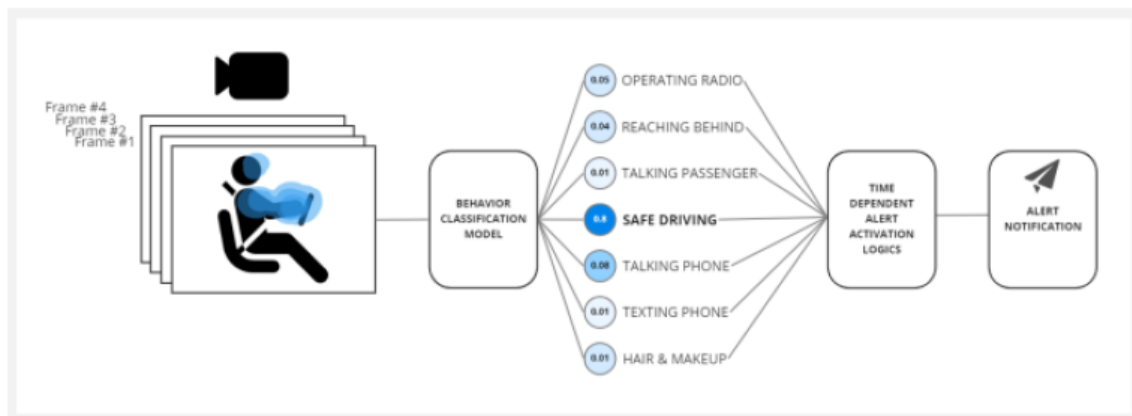 Frame #4
Frame #3
Frame #2
Frame #1
BEHAVIOR
CLASSIFICATION
MODEL
0.05 OPERATING RADIO
0.04 REACHING BEHIND
0.01 TALKING PASSENGER
0.8 SAFE DRIVING
0.08 TALKING PHONE
0.01 TEXTING PHONE
0.01 HAIR & MAKEUP
TIME
DEPENDENT
ALERT
ACTIVATION
LOGICS
ALERT
NOTIFICATION